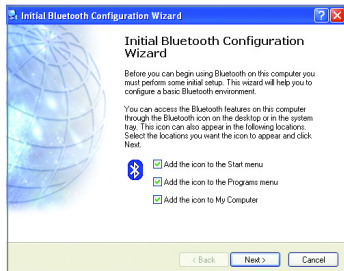 Initial Bluetooth Configuration Wizard
Initial Bluetooth Configuration
Wizard
Before you can begin using Bluetooth on this computer you
must perform some initial setup. This wizard will help you to
configure a basic Bluetooth environment.
You can access the Bluetooth features on this computer
through the Bluetooth icon on the desktop or in the system
tray. This icon can also appear in the following locations.
Select the locations you want the icon to appear and click
Next.
Add the icon to the Start menu
Add the icon to the Programs menu
Add the icon to My Computer
< Back Next > Cancel